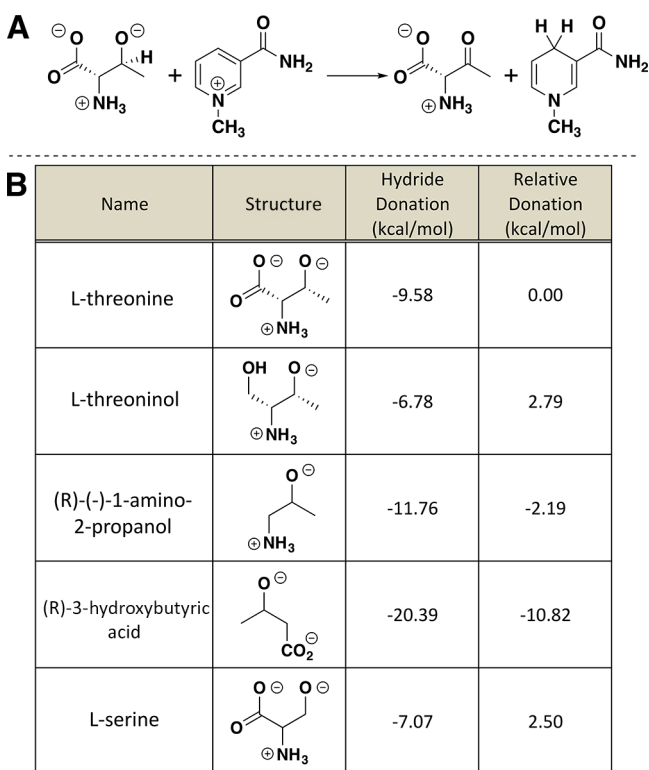 A
⊖ O O ⊖ H O NH3 ⊕ + O NH2 N ⊕ CH3 ⊖ O O O NH3 ⊕ + H H O NH2 N CH3
B
Name Structure Hydride Donation (kcal/mol) Relative Donation (kcal/mol)
O ⊖ O ⊖
L-threonine O -9.58 0.00
⊕ NH3
OH O ⊖
L-threoninol -6.78 2.79
⊕ NH3
O ⊖
(R)-(-)-1-amino-
2-propanol -11.76 -2.19
⊕ NH3
O ⊖
(R)-3-hydroxybutyric
acid -20.39 -10.82
CO2 ⊖
O ⊖ O ⊖
L-serine O -7.07 2.50
⊕ NH3